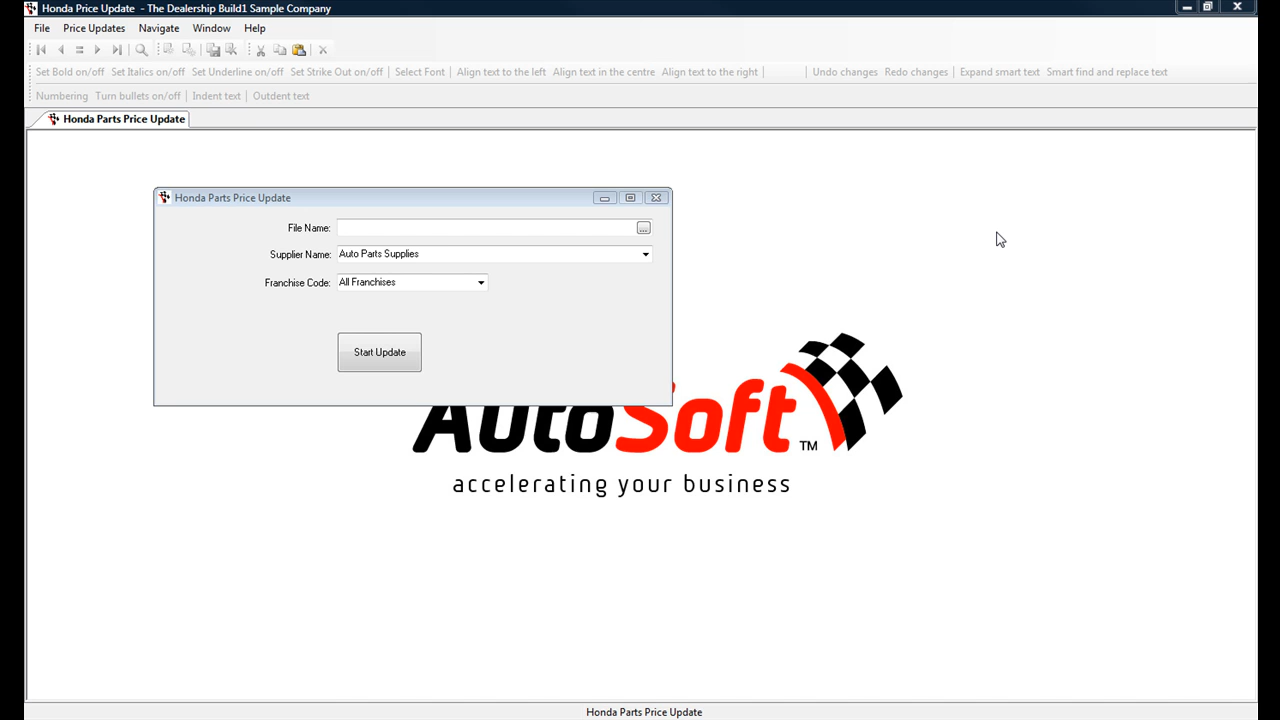 Honda Price Update - The Dealership Build1 Sample Company
File Price Updates Navigate Window Help
Set Bold on/off Set Italics on/off Set Underline on/off Set Strike Out on/off Select Font Align text to the left Align text in the centre Align text to the right Undo changes Redo changes Expand smart text Smart find and replace text
Numbering Turn bullets on/off Indent text Outdent text
Honda Parts Price Update
Honda Parts Price Update
File Name: ...
Supplier Name: Auto Parts Supplies
Franchise Code: All Franchises
Start Update
AutoSoft TM
accelerating your business
Honda Parts Price Update